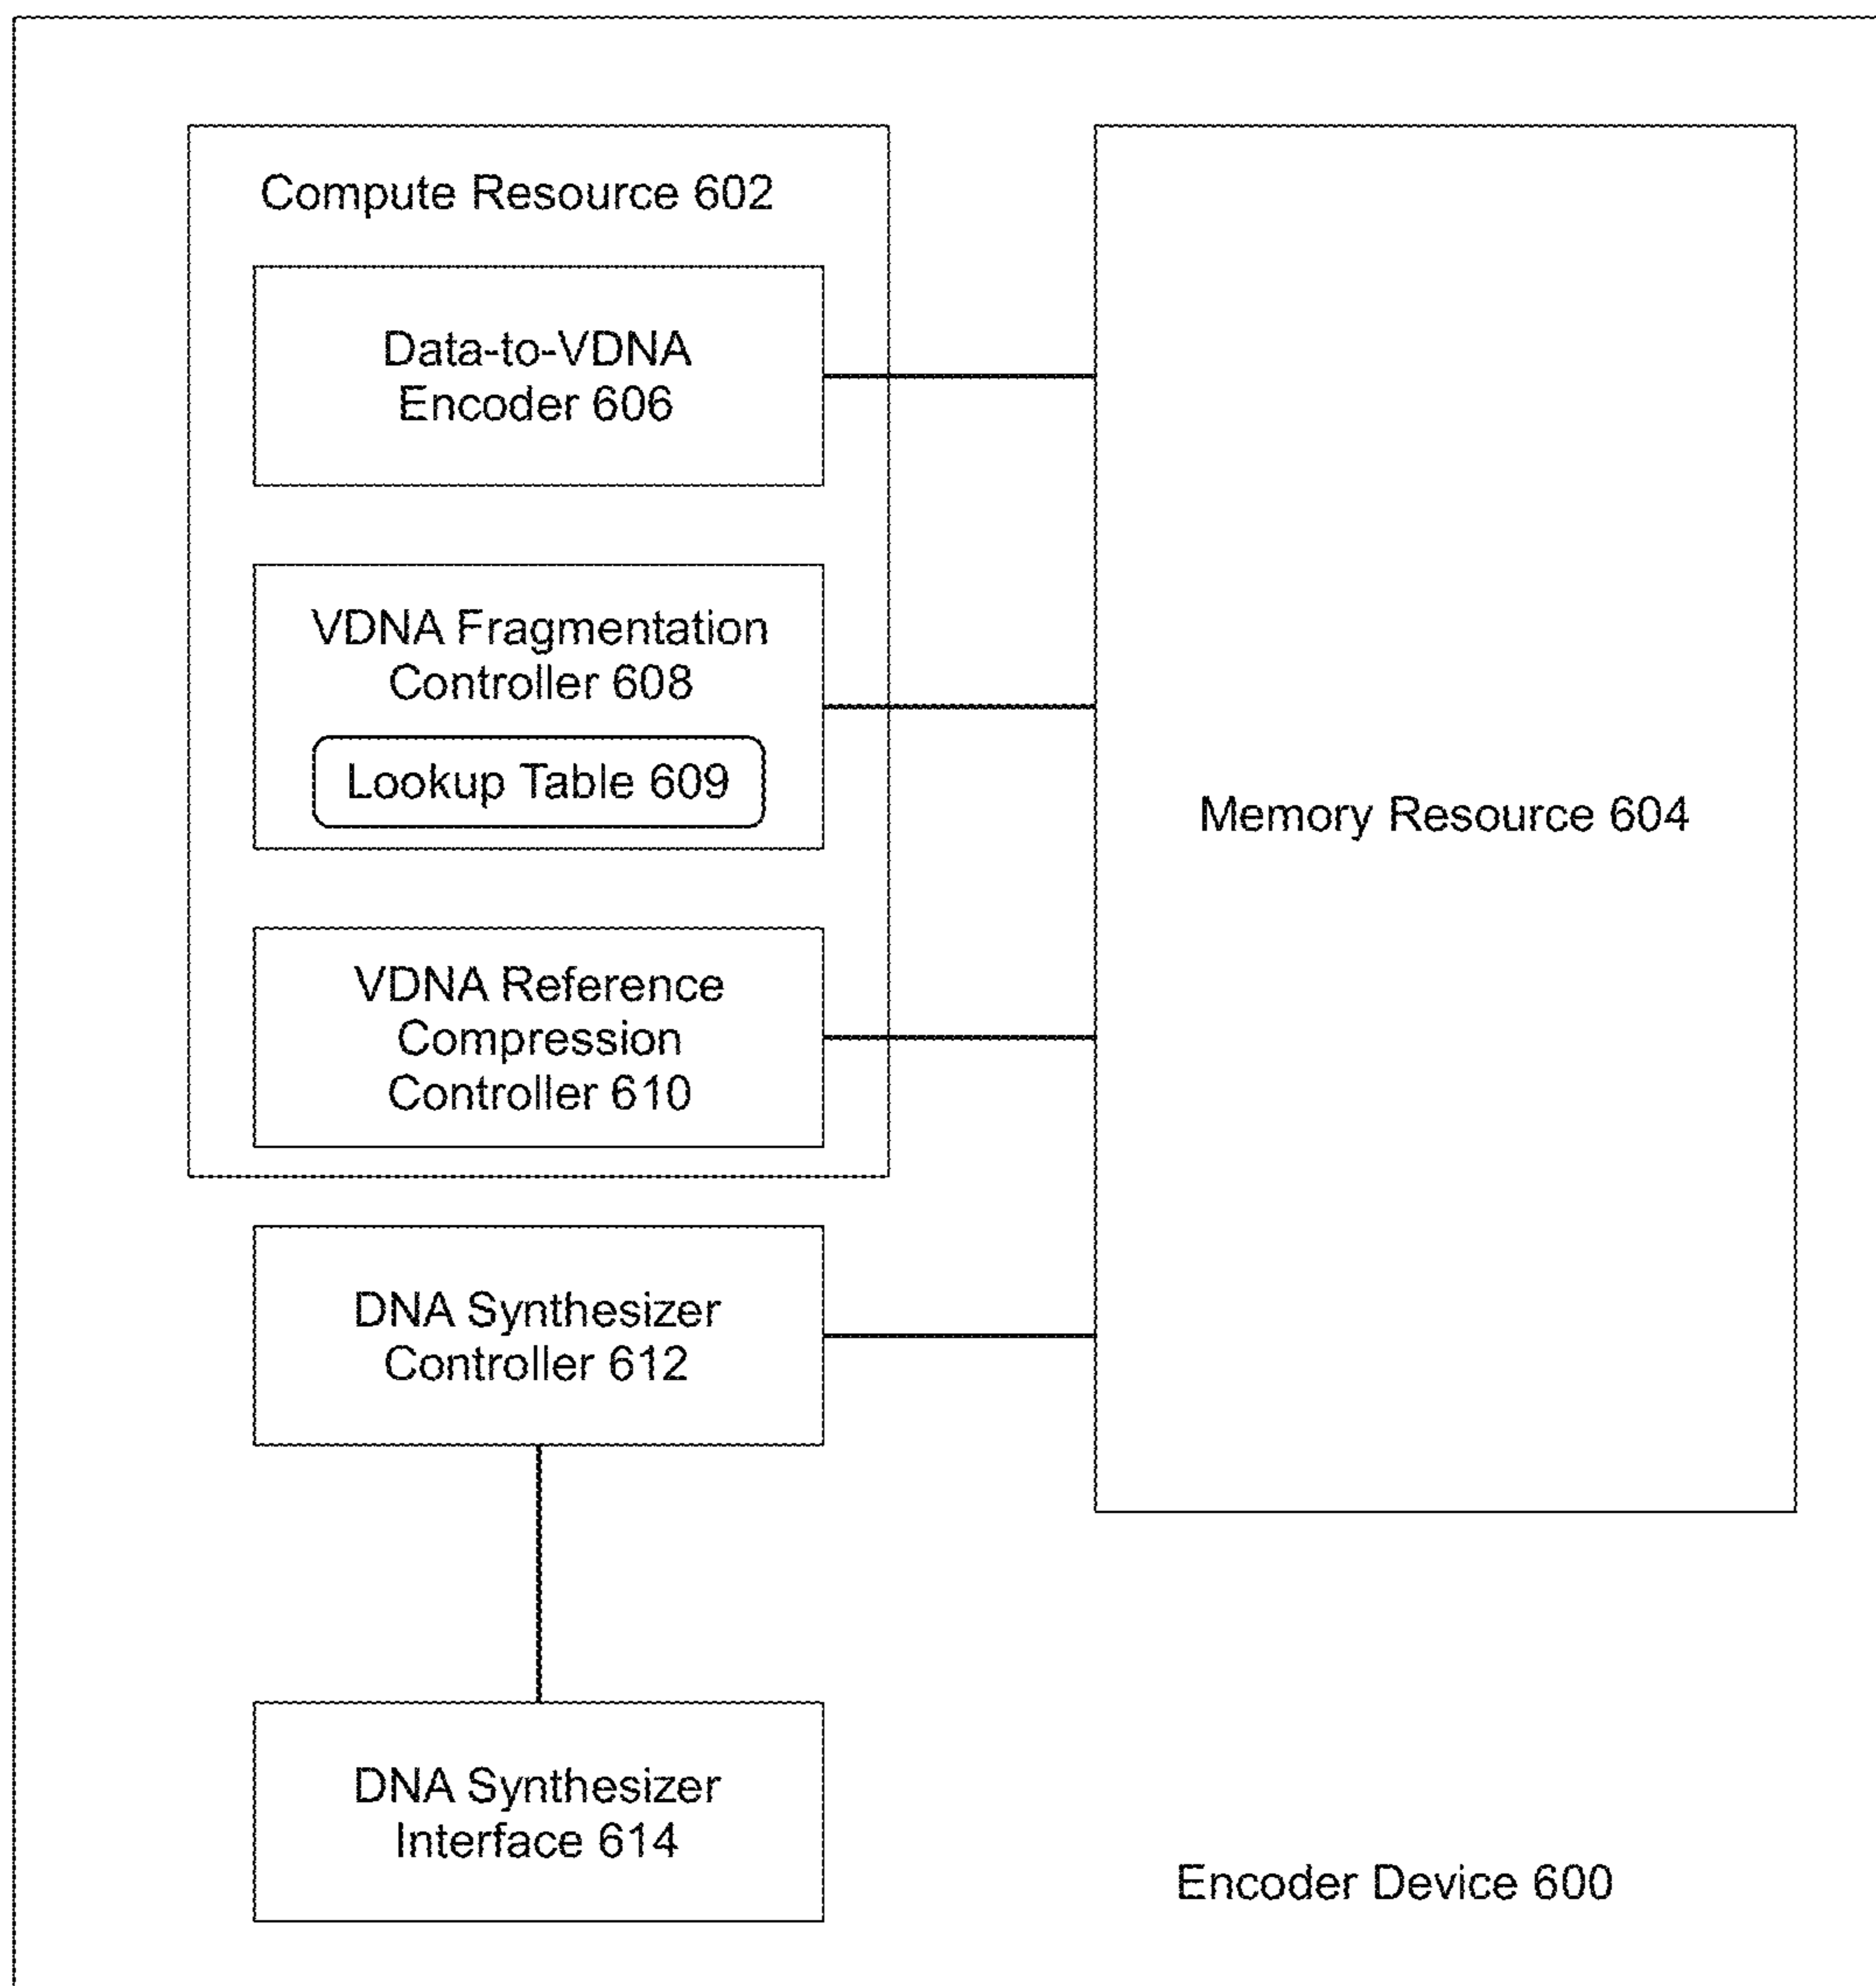 Compute Resource 602
Data-to-VDNA
Encoder 606
VDNA Fragmentation
Controller 608
Lookup Table 609
VDNA Reference
Compression
Controller 610
Memory Resource 604
DNA Synthesizer
Controller 612
DNA Synthesizer
Interface 614
Encoder Device 600